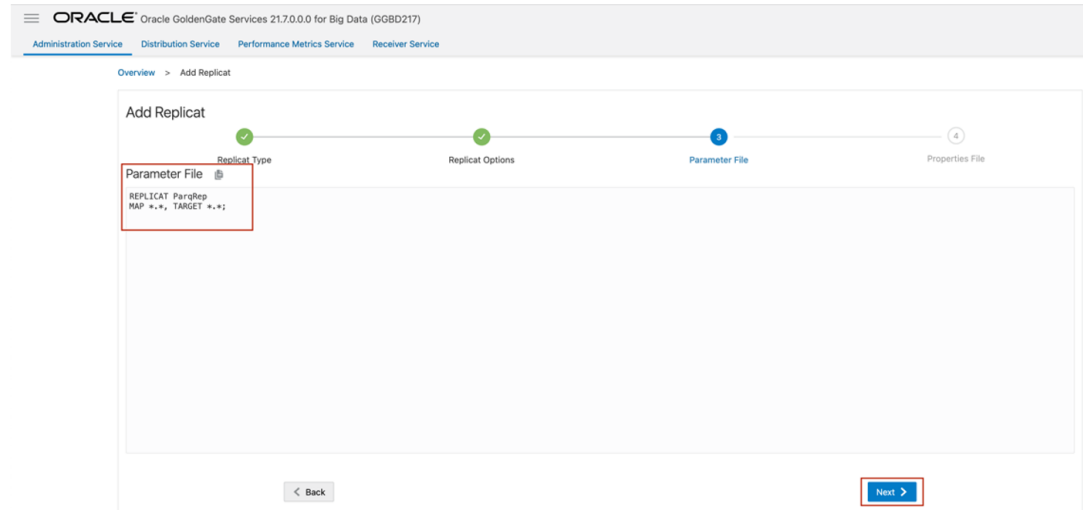 ORACLE Oracle GoldenGate Services 21.7.0.0.0 for Big Data (GGBD217)
Administration Service Distribution Service Performance Metrics Service Receiver Service
Overview > Add Replicat
Add Replicat
3 4
Replicat Type Replicat Options Parameter File Properties File
Parameter File
REPLICAT ParqRep
MAP *.*, TARGET *.*;
< Back Next >